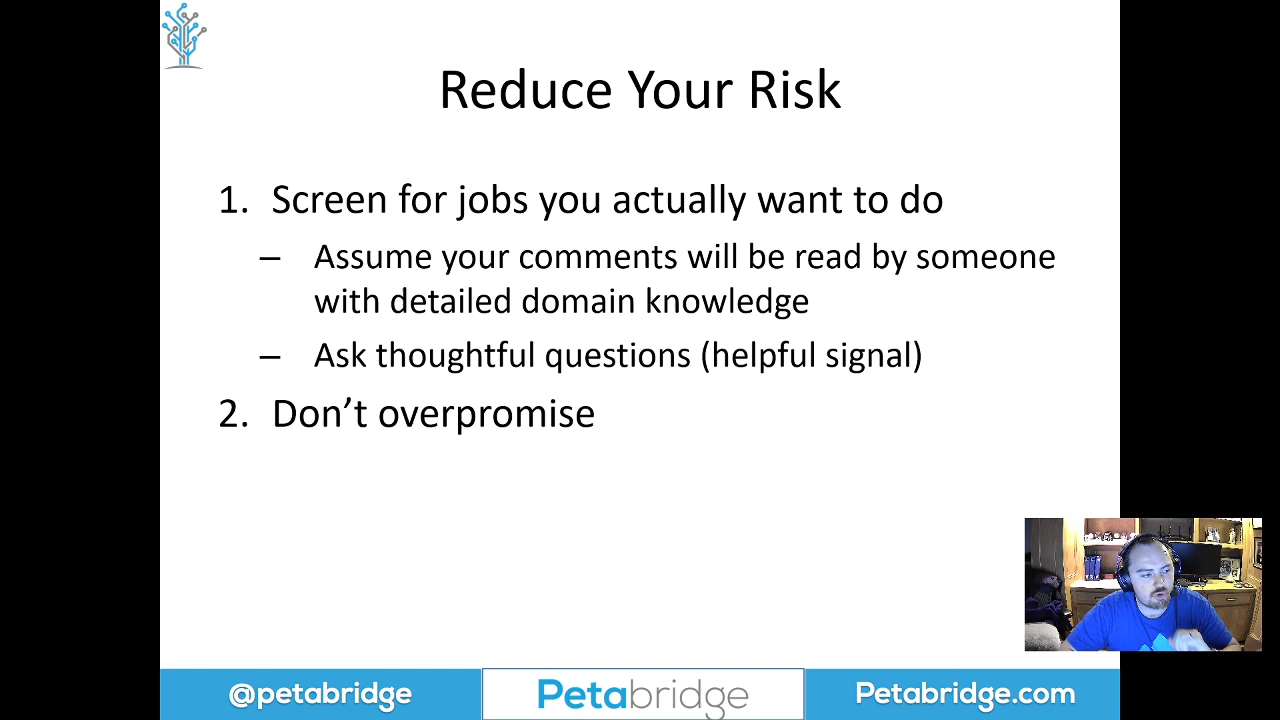 Reduce Your Risk
1. Screen for jobs you actually want to do
– Assume your comments will be read by someone
with detailed domain knowledge
– Ask thoughtful questions (helpful signal)
2. Don’t overpromise
@petabridge
Petabridge
Petabridge.com